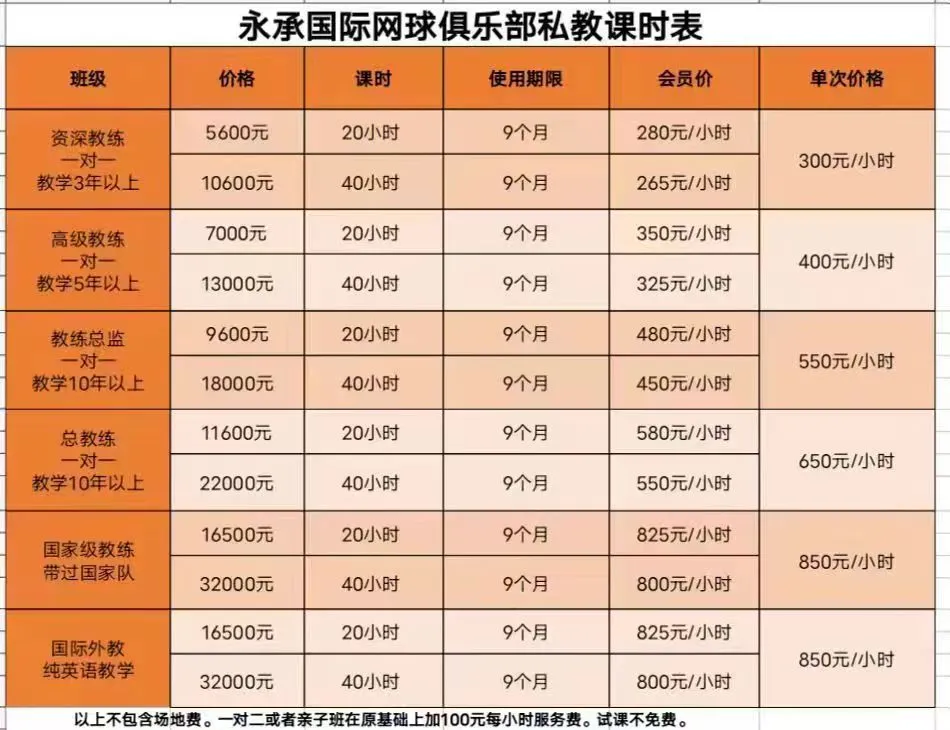 永承国际网球俱乐部私教课时表
班级 价格 课时 使用期限 会员价 单次价格
资深教练
一对一
教学3年以上
5600元 20小时 9个月 280元/小时
10600元 40小时 9个月 265元/小时
300元/小时
高级教练
一对一
教学5年以上
7000元 20小时 9个月 350元/小时
13000元 40小时 9个月 325元/小时
400元/小时
教练总监
一对一
教学10年以上
9600元 20小时 9个月 480元/小时
18000元 40小时 9个月 450元/小时
550元/小时
总教练
一对一
教学10年以上
11600元 20小时 9个月 580元/小时
22000元 40小时 9个月 550元/小时
650元/小时
国家级教练
带过国家队
16500元 20小时 9个月 825元/小时
32000元 40小时 9个月 800元/小时
850元/小时
国际外教
纯英语教学
16500元 20小时 9个月 825元/小时
32000元 40小时 9个月 800元/小时
850元/小时
以上不包含场地费。一对二或者亲子班在原基础上加100元每小时服务费。试课不免费。